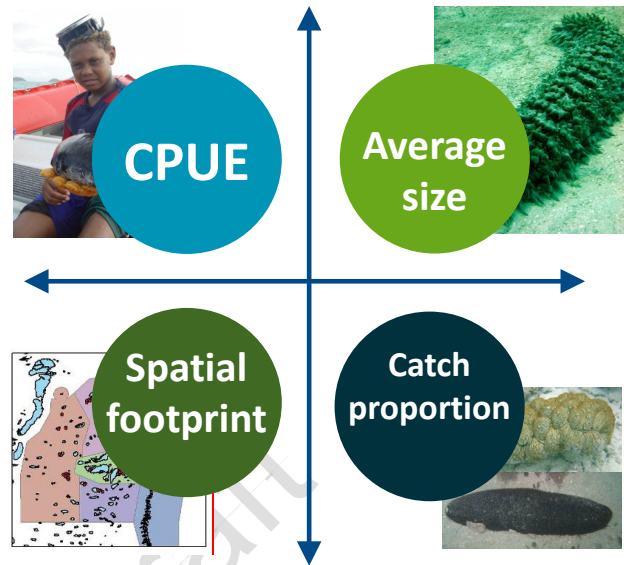 CPUE
Average
size
Spatial
footprint
Catch
proportion